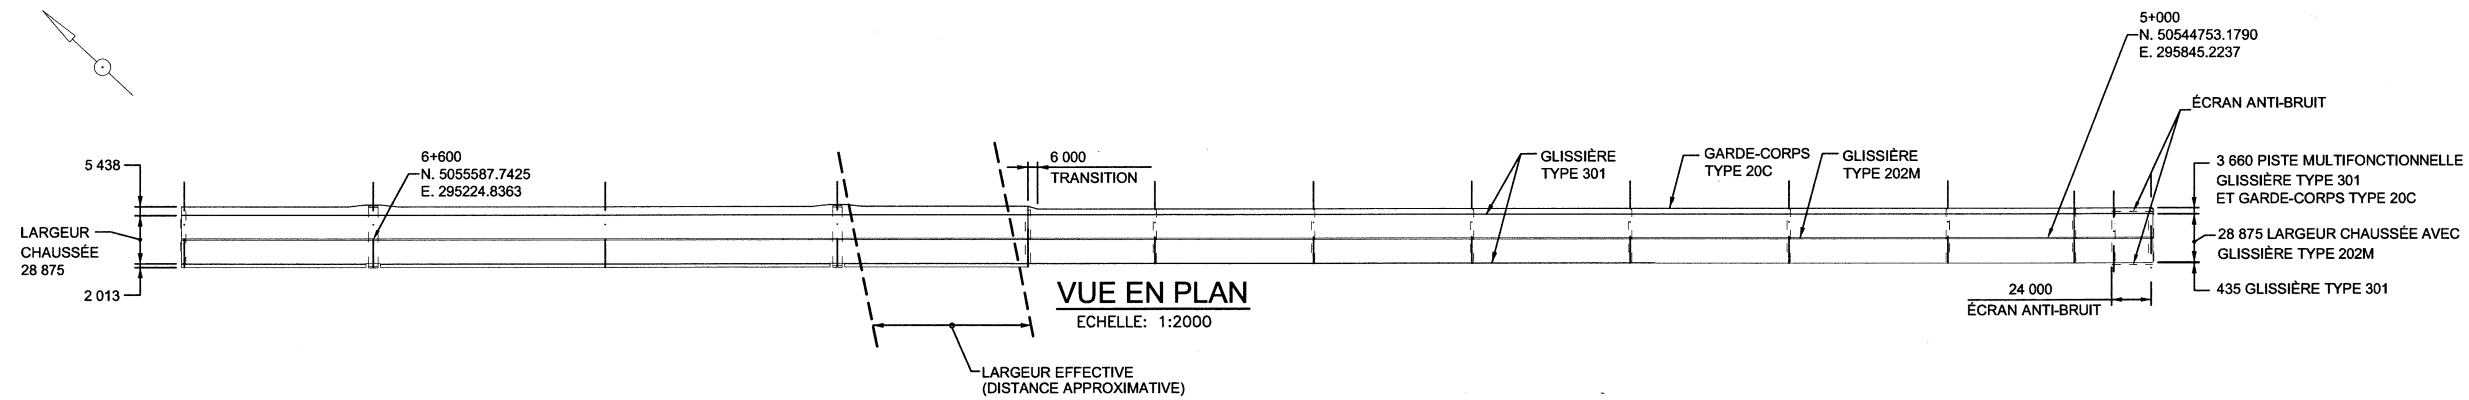 5+000
N. 50544753.1790
E. 295845.2237
ÉCRAN ANTI-BRUIT
5 438
6+600
N. 5055587.7425
E. 295224.8363
6 000
TRANSITION
GLISSIÈRE
TYPE 301
GARDE-CORPS
TYPE 20C
GLISSIÈRE
TYPE 202M
3 660 PISTE MULTIFONCTIONNELLE
GLISSIÈRE TYPE 301
ET GARDE-CORPS TYPE 20C
LARGEUR
CHAUSSÉE
28 875
28 875 LARGEUR CHAUSSÉE AVEC
GLISSIÈRE TYPE 202M
2 013
VUE EN PLAN
ECHELLE: 1:2000
24 000
ÉCRAN ANTI-BRUIT
435 GLISSIÈRE TYPE 301
LARGEUR EFFECTIVE
(DISTANCE APPROXIMATIVE)